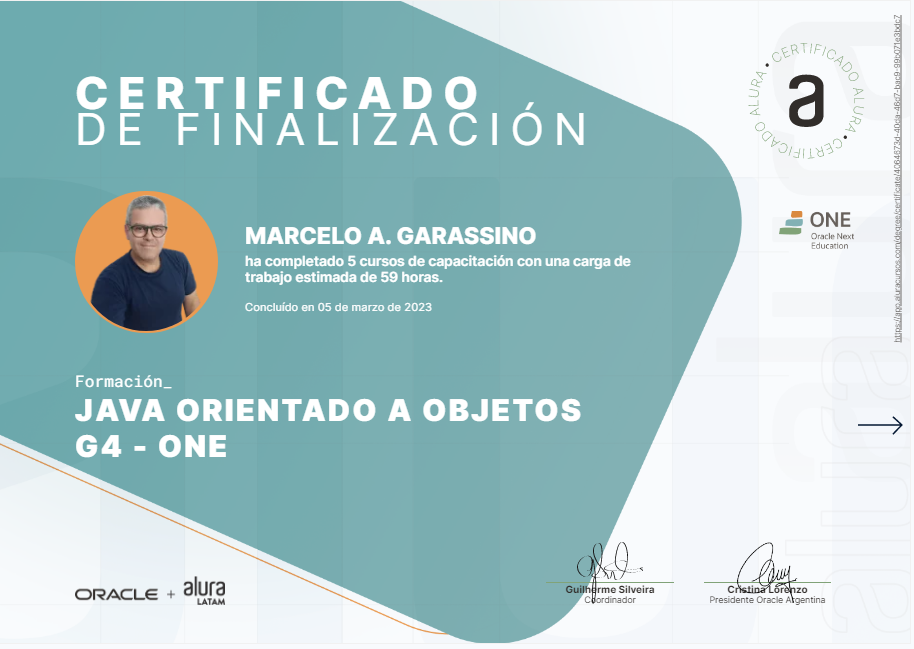 CERTIFICADO
DE FINALIZACIÓN
• CERTIFICADO ALURA • CERTIFICADO ALURA
a
ONE
Oracle Next
Education
MARCELO A. GARASSINO
ha completado 5 cursos de capacitación con una carga de
trabajo estimada de 59 horas.
Concluído en 05 de marzo de 2023
Formación_
JAVA ORIENTADO A OBJETOS
G4 - ONE
ORACLE + alura
LATAM
Guilherme Silveira
Coordinador
Cristina Lorenzo
Presidente Oracle Argentina
alura